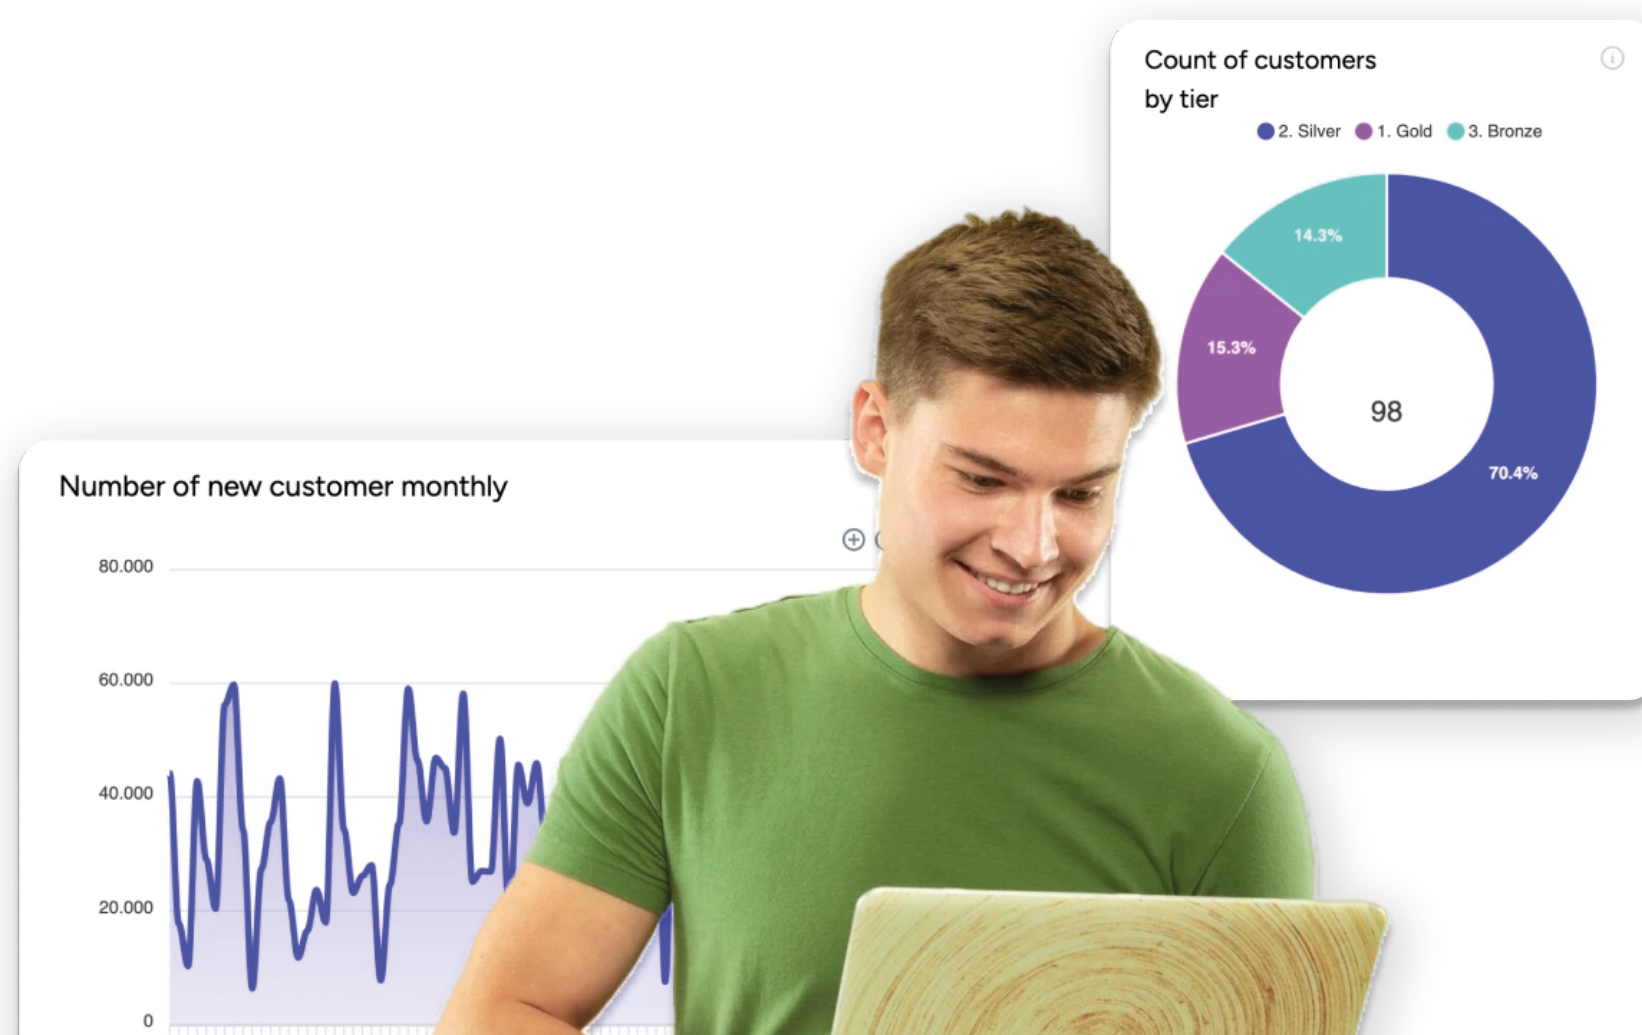 Count of customers
by tier
2. Silver 1. Gold 3. Bronze
14.3%
15.3%
98
70.4%
Number of new customer monthly
80.000
60.000
40.000
20.000
0